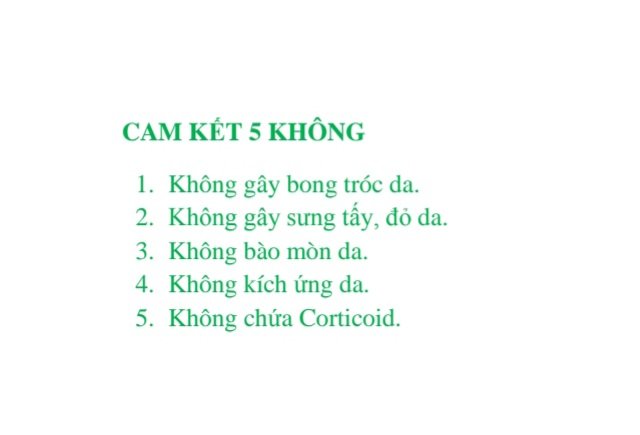 CAM KẾT 5 KHÔNG
1. Không gây bong tróc da.
2. Không gây sưng tấy, đỏ da.
3. Không bào mòn da.
4. Không kích ứng da.
5. Không chứa Corticoid.